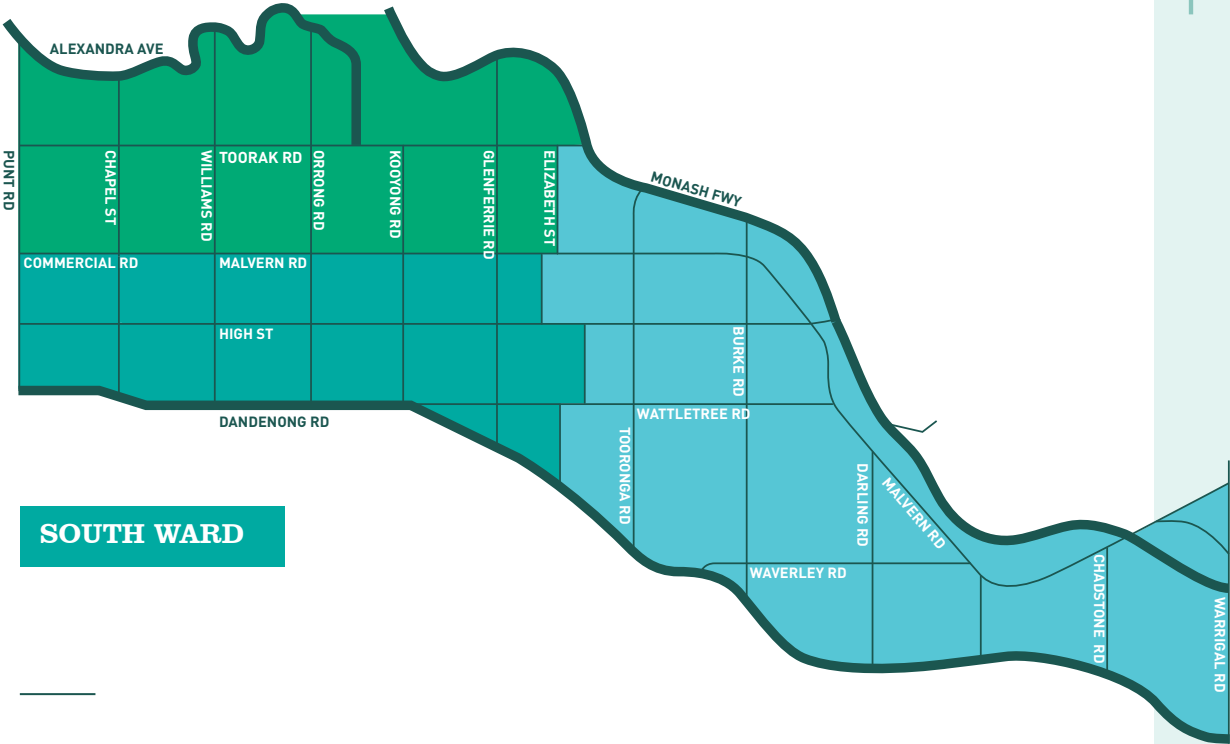 ALEXANDRA AVE
PUNT RD
CHAPEL ST
WILLIAMS RD
TOORAK RD
ORRONG RD
KOOYONG RD
GLENFERRIE RD
ELIZABETH ST
MONASH FWY
COMMERCIAL RD
MALVERN RD
HIGH ST
BURKE RD
DANDENONG RD
WATTLETREE RD
TOORONGA RD
DARLING RD
MALVERN RD
SOUTH WARD
WAVERLEY RD
CHADSTONE RD
WARRIGAL RD